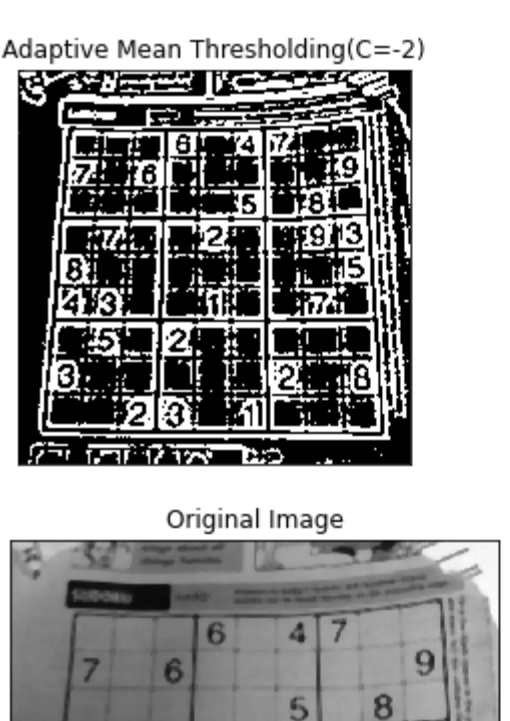 Adaptive Mean Thresholding(C=-2)
6 4 7
7 6 9
5 8
7 2 9 3
8 5
4 3 1 7
5 2
3 2 8
2 3 1
Original Image
SUDOKU
6 4 7
7 6 9
5 8